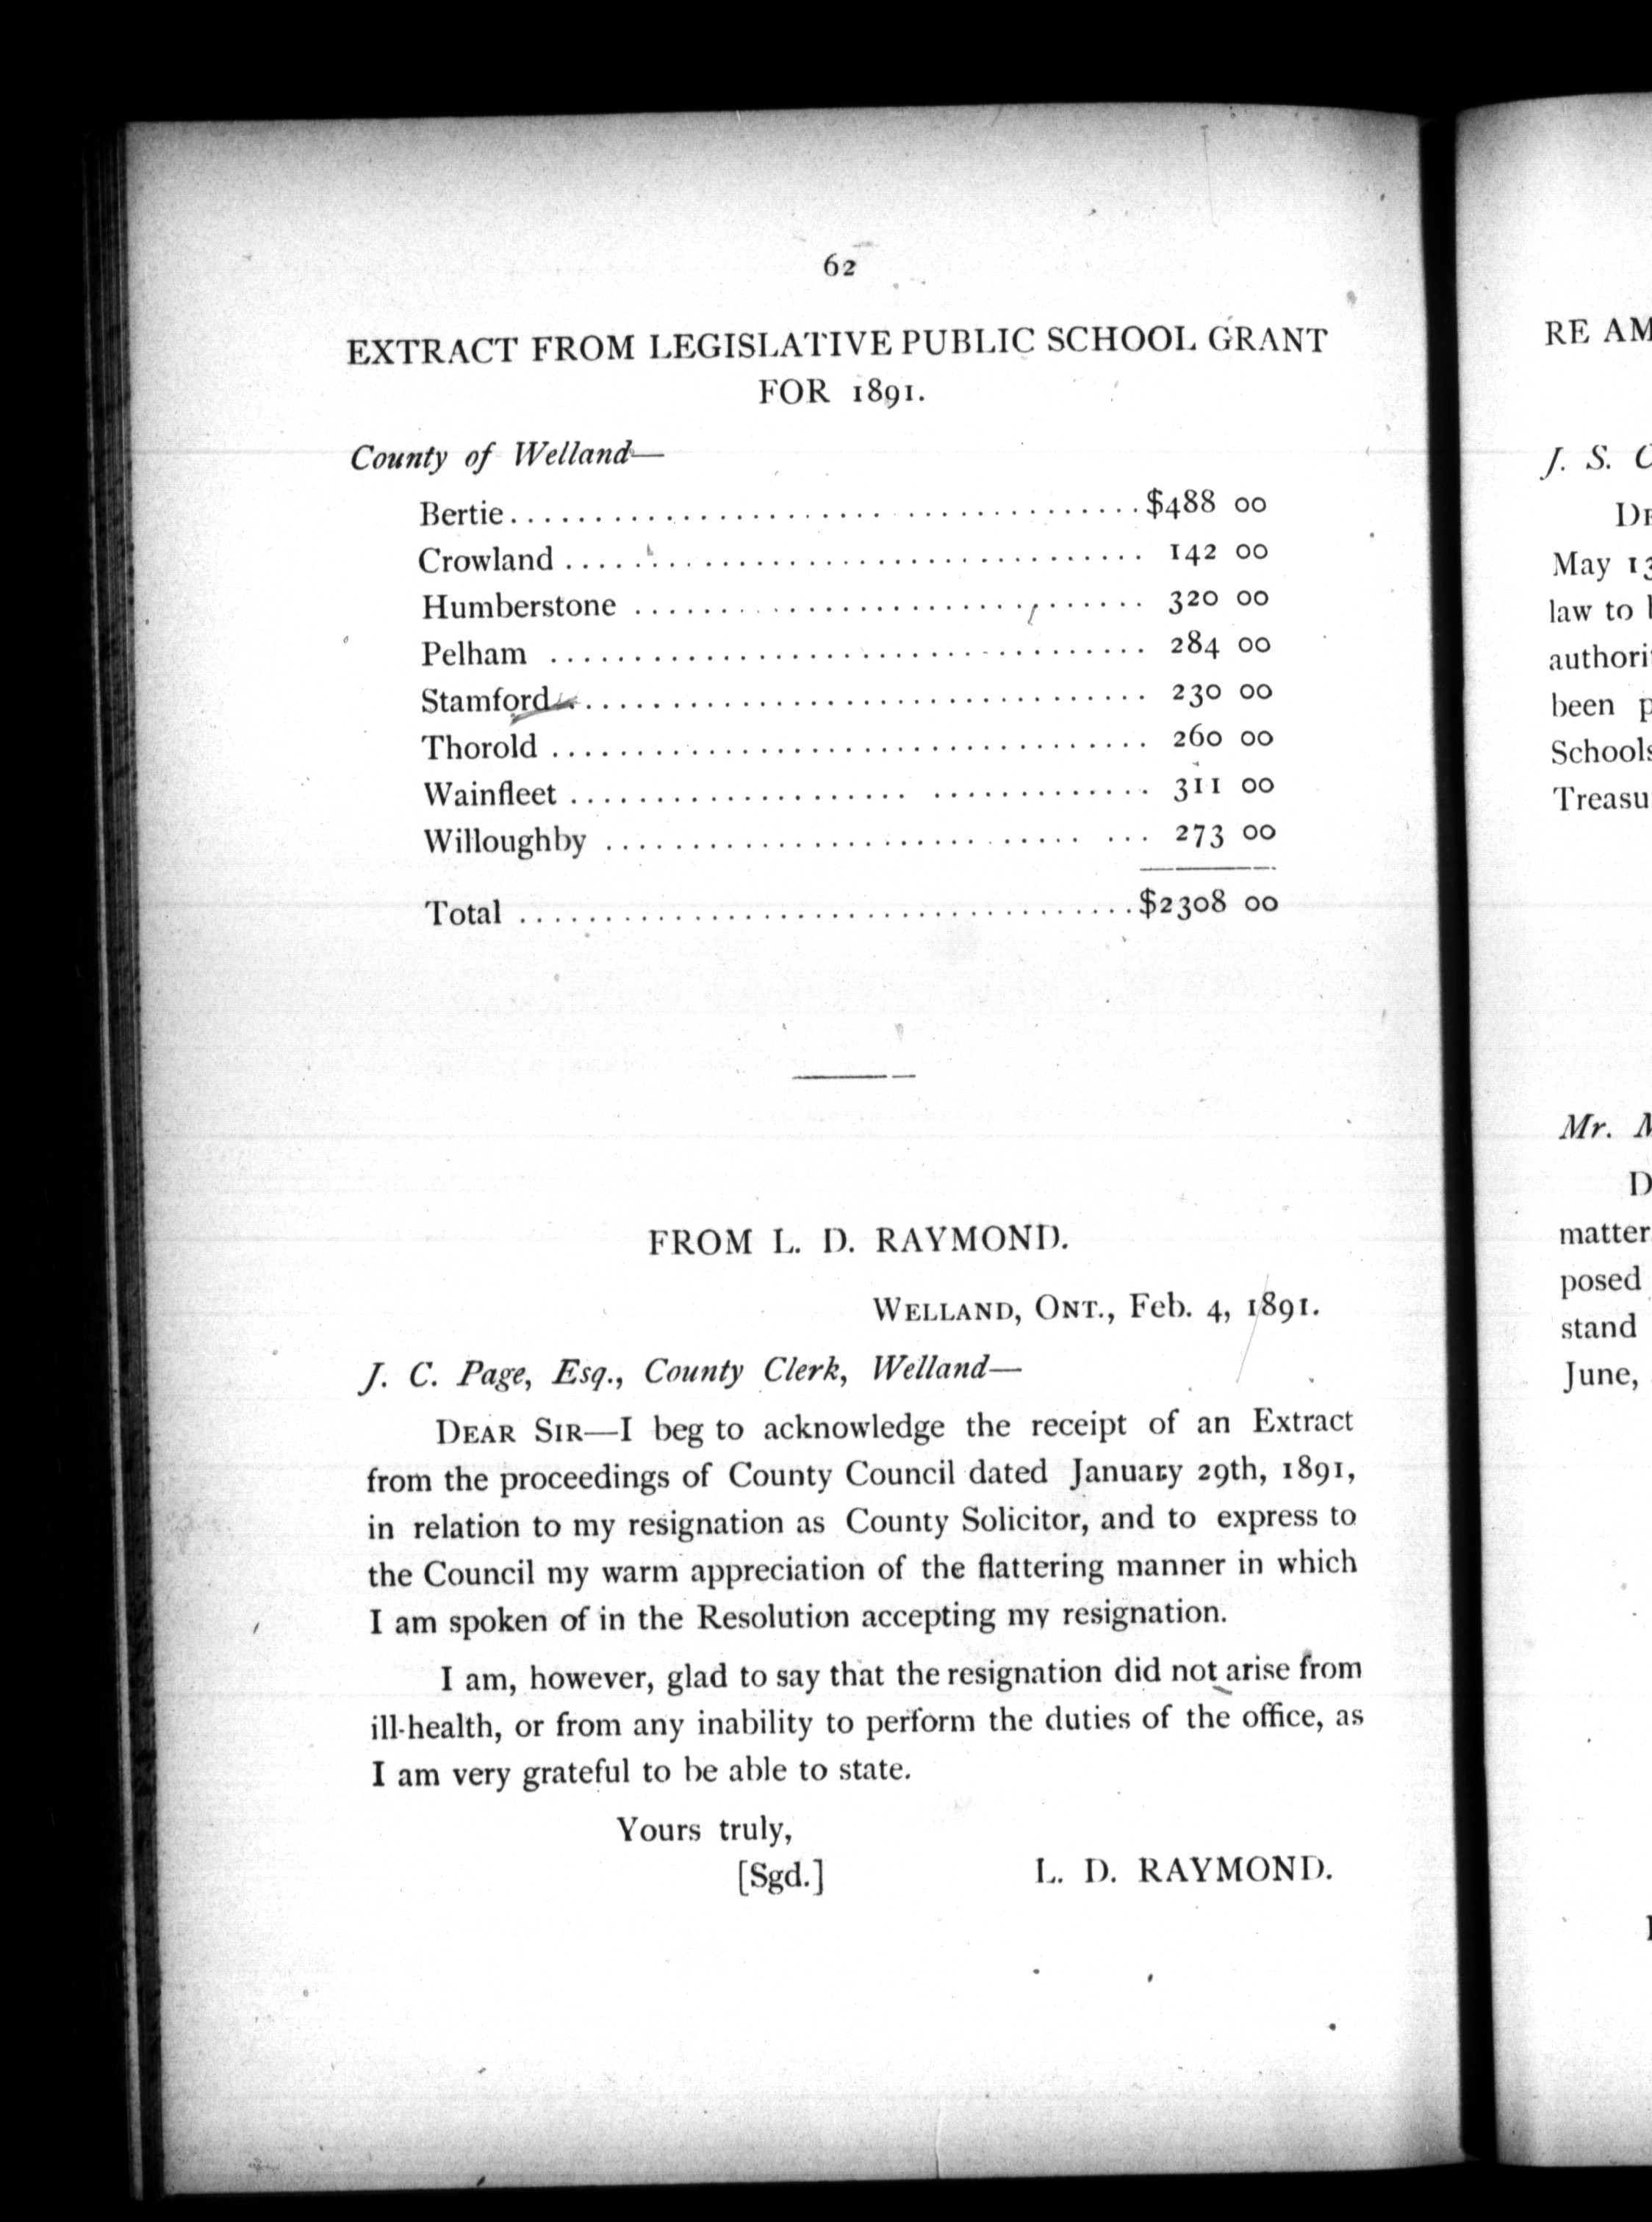 62
EXTRACT FROM LEGISLATIVE PUBLIC SCHOOL GRANT
FOR 1891.
County of Welland—
Bertie........................................$488 00
Crowland .................................... 142 00
Humberstone ................................ 320 00
Pelham ..................................... 284 00
Stamford.................................... 230 00
Thorold .................................... 260 00
Wainfleet .................... ............. 311 00
Willoughby ............................ ... 273 00
Total .....................................$2308 00
FROM L. D. RAYMOND.
WELLAND, ONT., Feb. 4, 1891.
J. C. Page, Esq., County Clerk, Welland—
DEAR SIR—I beg to acknowledge the receipt of an Extract
from the proceedings of County Council dated January 29th, 1891,
in relation to my resignation as County Solicitor, and to express to
the Council my warm appreciation of the flattering manner in which
I am spoken of in the Resolution accepting my resignation.
I am, however, glad to say that the resignation did not arise from
ill-health, or from any inability to perform the duties of the office, as
I am very grateful to be able to state.
Yours truly,
[Sgd.] L. D. RAYMOND.
RE AM
J. S. C
DE
May 13
law to
authori
been p
Schools
Treasu
Mr. M
D
matter
posed
stand
June,